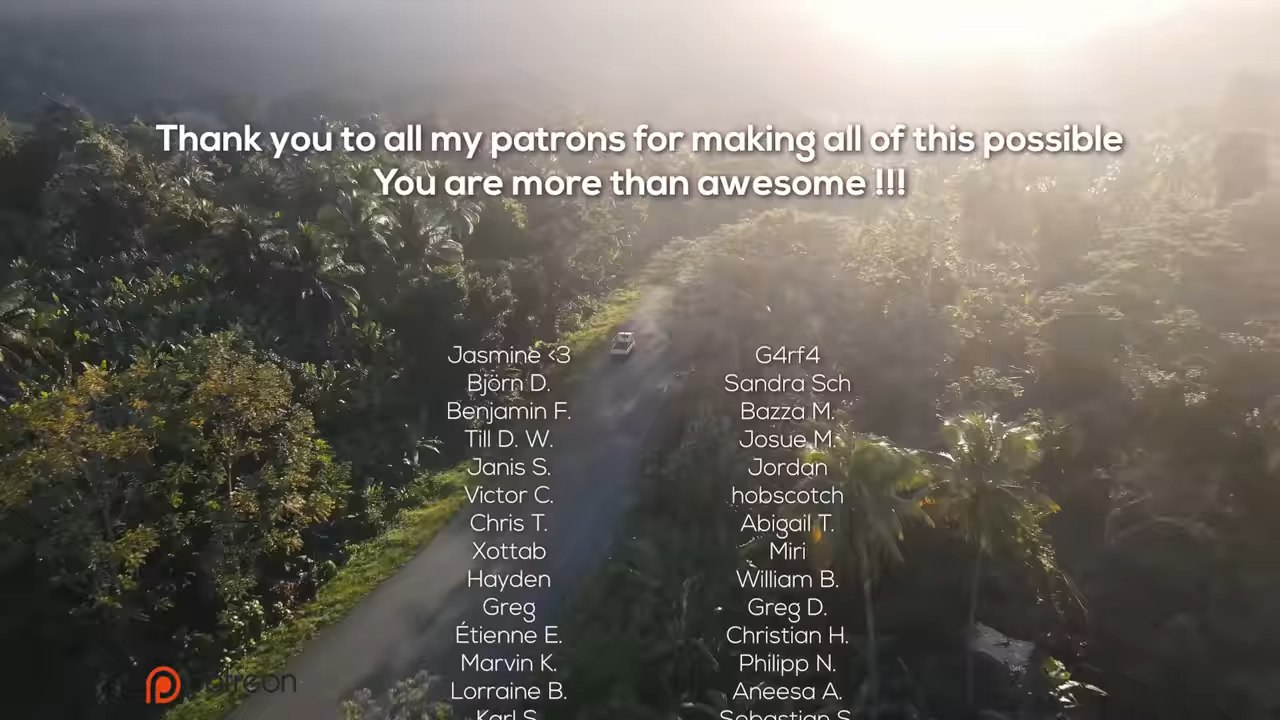 Thank you to all my patrons for making all of this possible
You are more than awesome !!!
Jasmine <3
Björn D.
Benjamin F.
Till D. W.
Janis S.
Victor C.
Chris T.
Xottab
Hayden
Greg
Étienne E.
Marvin K.
Lorraine B.
Karl S.
G4rf4
Sandra Sch
Bazza M.
Josue M.
Jordan
hobscotch
Abigail T.
Miri
William B.
Greg D.
Christian H.
Philipp N.
Aneesa A.
Sebastian S.
patreon